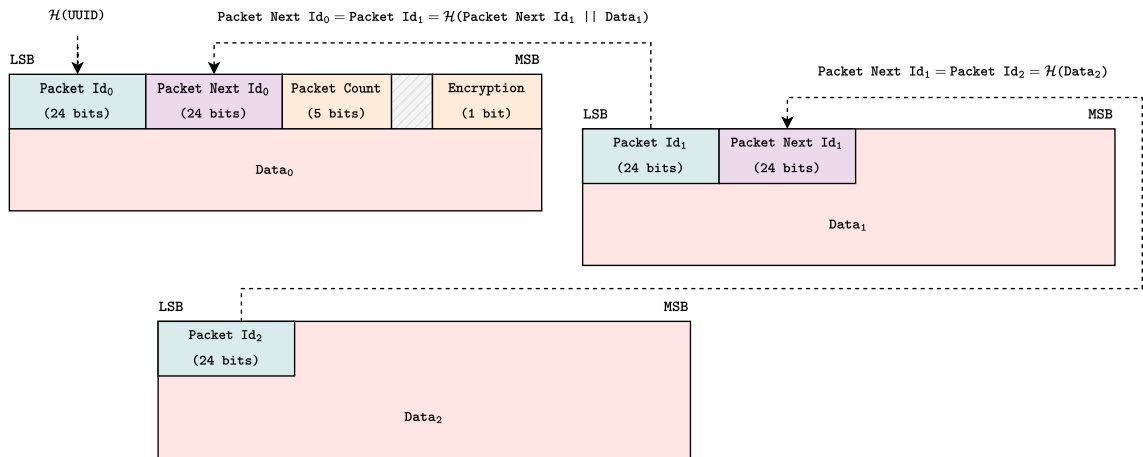 ℋ(UUID)
Packet Next Id₀ = Packet Id₁ = ℋ(Packet Next Id₁ || Data₁)
LSB
MSB
Packet Id₀
(24 bits)
Packet Next Id₀
(24 bits)
Packet Count
(5 bits)
Encryption
(1 bit)
Data₀
Packet Next Id₁ = Packet Id₂ = ℋ(Data₂)
LSB
MSB
Packet Id₁
(24 bits)
Packet Next Id₁
(24 bits)
Data₁
LSB
MSB
Packet Id₂
(24 bits)
Data₂